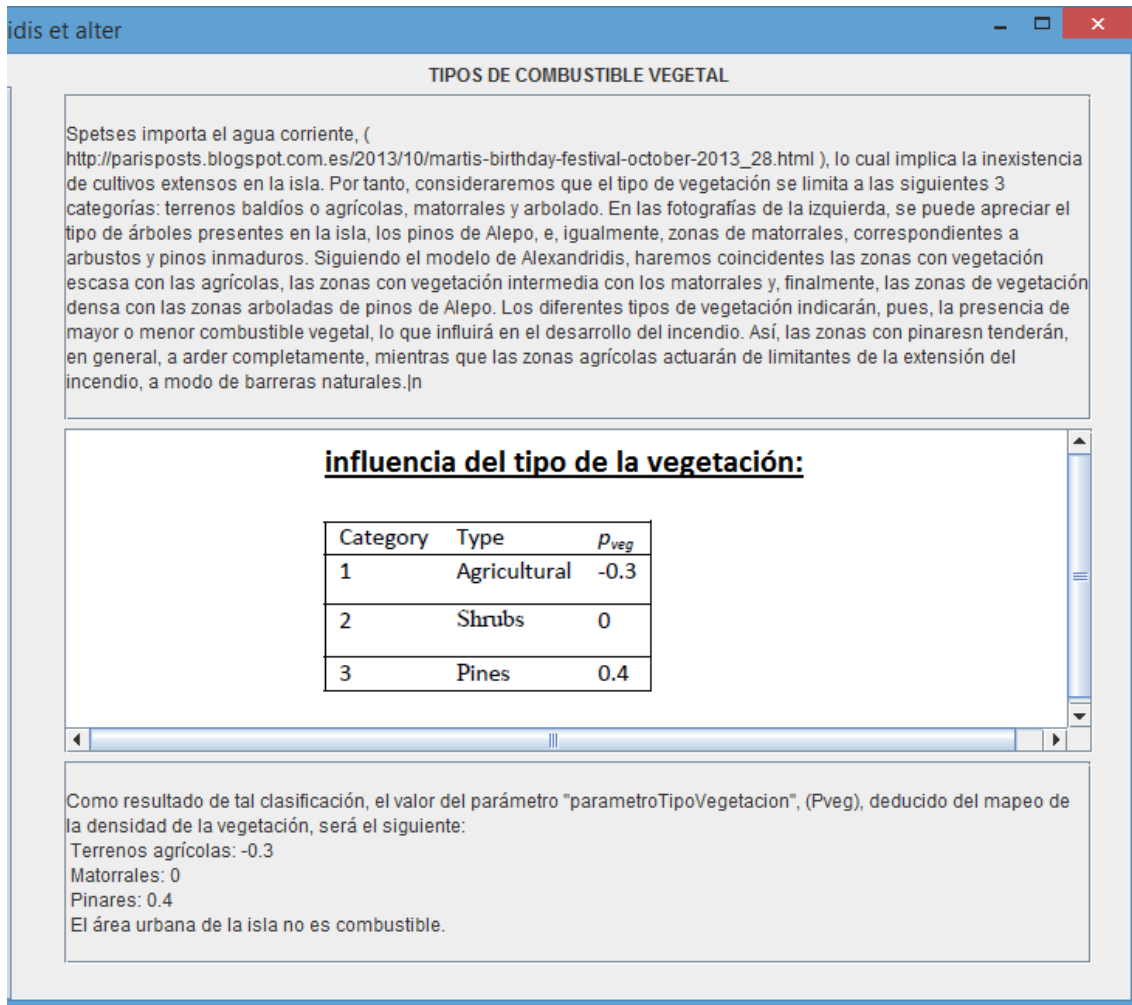 idis et alter
TIPOS DE COMBUSTIBLE VEGETAL
Spetses importa el agua corriente, (
http://parisposts.blogspot.com.es/2013/10/martis-birthday-festival-october-2013_28.html ), lo cual implica la inexistencia
de cultivos extensos en la isla. Por tanto, consideraremos que el tipo de vegetación se limita a las siguientes 3
categorías: terrenos baldíos o agrícolas, matorrales y arbolado. En las fotografías de la izquierda, se puede apreciar el
tipo de árboles presentes en la isla, los pinos de Alepo, e, igualmente, zonas de matorrales, correspondientes a
arbustos y pinos inmaduros. Siguiendo el modelo de Alexandridis, haremos coincidentes las zonas con vegetación
escasa con las agrícolas, las zonas con vegetación intermedia con los matorrales y, finalmente, las zonas de vegetación
densa con las zonas arboladas de pinos de Alepo. Los diferentes tipos de vegetación indicarán, pues, la presencia de
mayor o menor combustible vegetal, lo que influirá en el desarrollo del incendio. Así, las zonas con pinaresn tenderán,
en general, a arder completamente, mientras que las zonas agrícolas actuarán de limitantes de la extensión del
incendio, a modo de barreras naturales.|n
influencia del tipo de la vegetación:
Category Type pveg
1 Agricultural -0.3
2 Shrubs 0
3 Pines 0.4
Como resultado de tal clasificación, el valor del parámetro "parametroTipoVegetacion", (Pveg), deducido del mapeo de
la densidad de la vegetación, será el siguiente:
Terrenos agrícolas: -0.3
Matorrales: 0
Pinares: 0.4
El área urbana de la isla no es combustible.